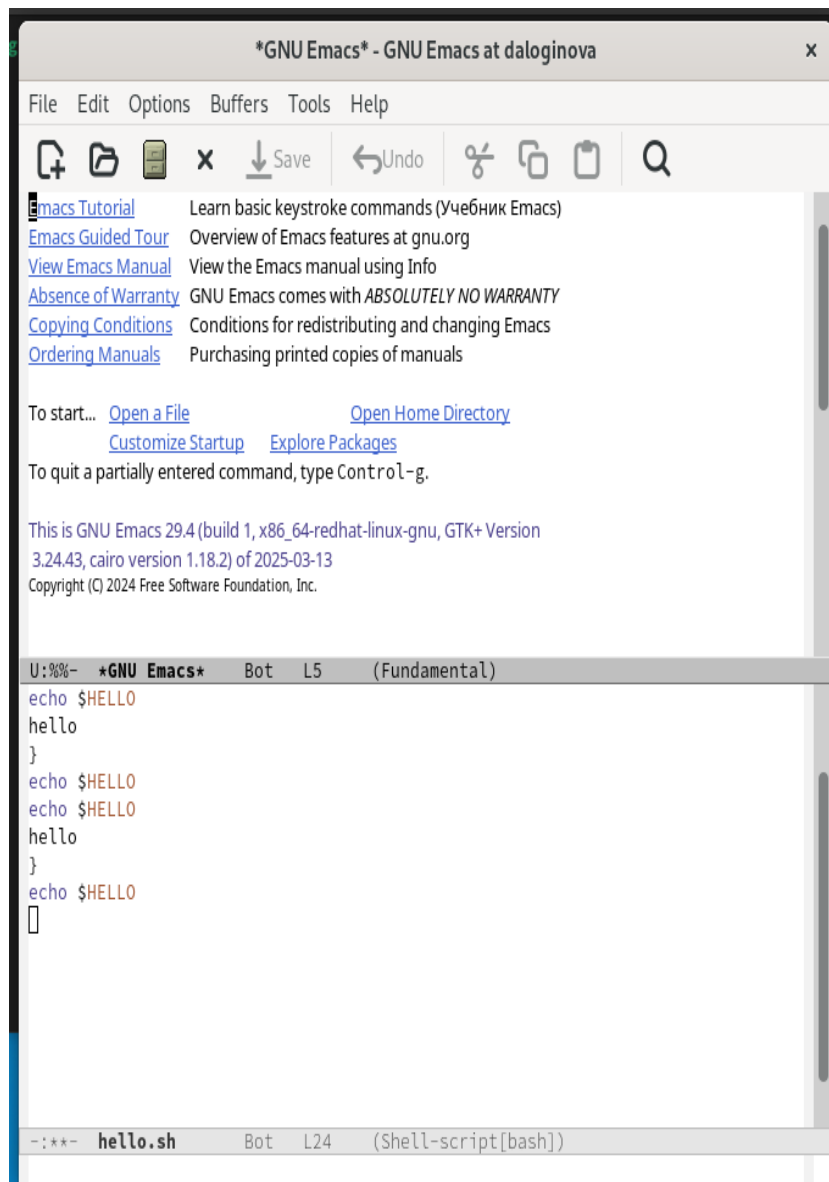 *GNU Emacs* - GNU Emacs at daloginova x
File Edit Options Buffers Tools Help
Save Undo
Emacs Tutorial Learn basic keystroke commands (Учебник Emacs)
Emacs Guided Tour Overview of Emacs features at gnu.org
View Emacs Manual View the Emacs manual using Info
Absence of Warranty GNU Emacs comes with ABSOLUTELY NO WARRANTY
Copying Conditions Conditions for redistributing and changing Emacs
Ordering Manuals Purchasing printed copies of manuals
To start... Open a File Open Home Directory
Customize Startup Explore Packages
To quit a partially entered command, type Control-g.
This is GNU Emacs 29.4 (build 1, x86_64-redhat-linux-gnu, GTK+ Version
3.24.43, cairo version 1.18.2) of 2025-03-13
Copyright (C) 2024 Free Software Foundation, Inc.
U:%%- *GNU Emacs* Bot L5 (Fundamental)
echo $HELLO
hello
}
echo $HELLO
echo $HELLO
hello
}
echo $HELLO
-:**- hello.sh Bot L24 (Shell-script[bash])